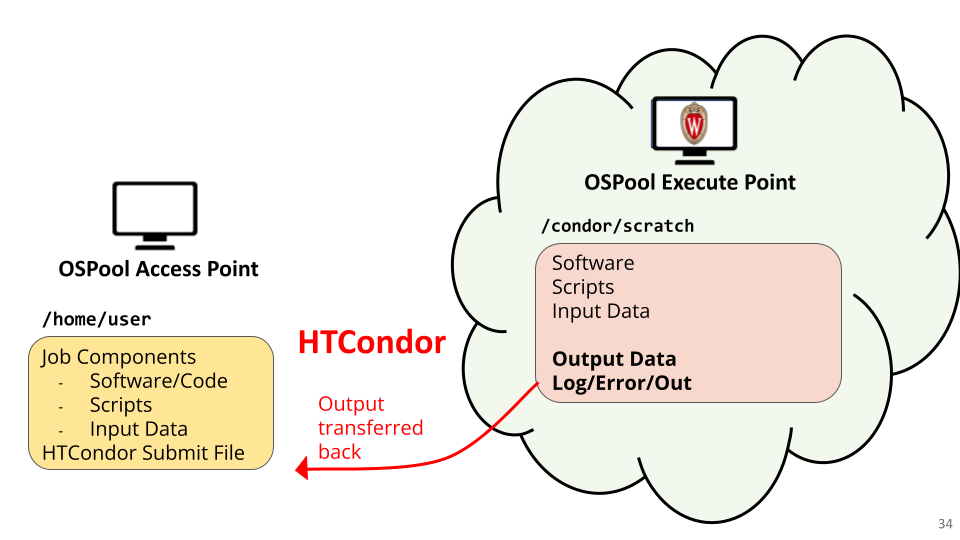 W
OSPool Execute Point
/condor/scratch
Software
Scripts
Input Data
Output Data
Log/Error/Out
OSPool Access Point
/home/user
Job Components
- Software/Code
- Scripts
- Input Data
HTCondor Submit File
HTCondor
Output
transferred
back
34